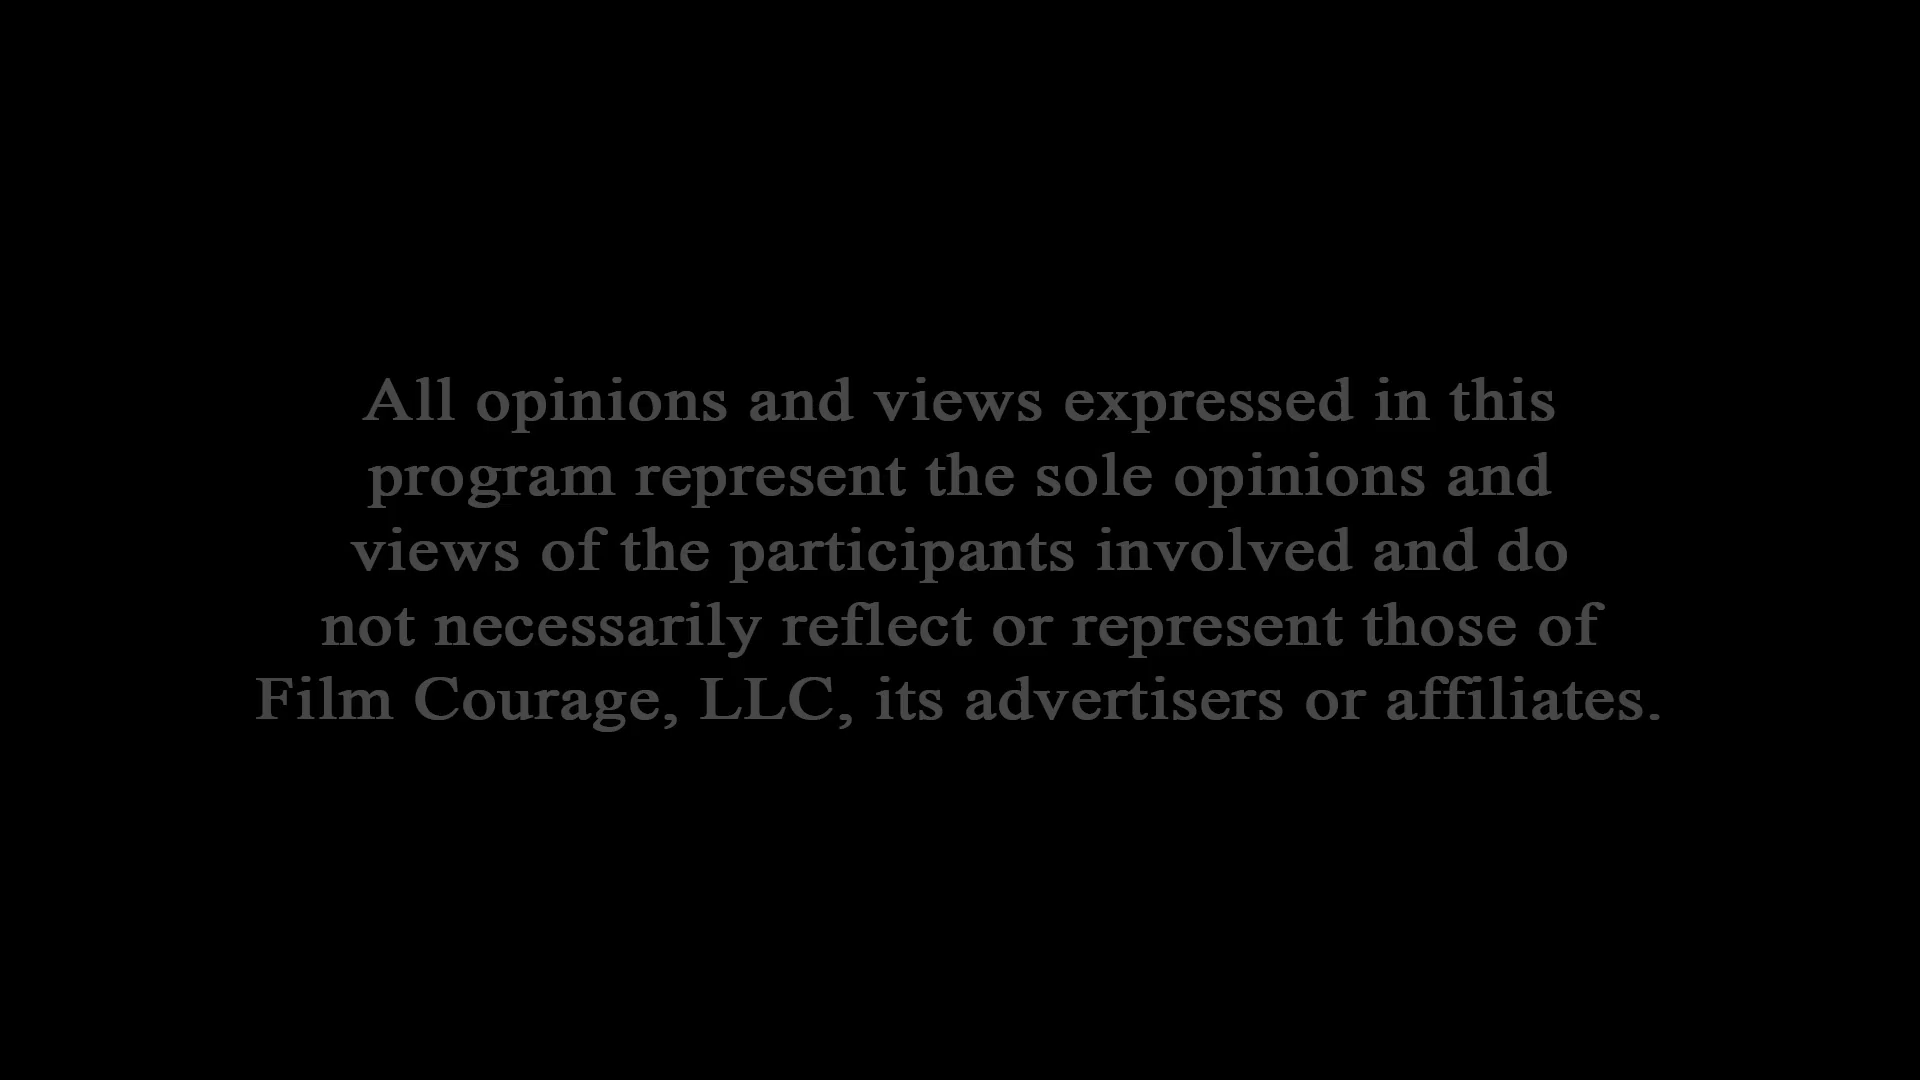 All opinions and views expressed in this
program represent the sole opinions and
views of the participants involved and do
not necessarily reflect or represent those of
Film Courage, LLC, its advertisers or affiliates.